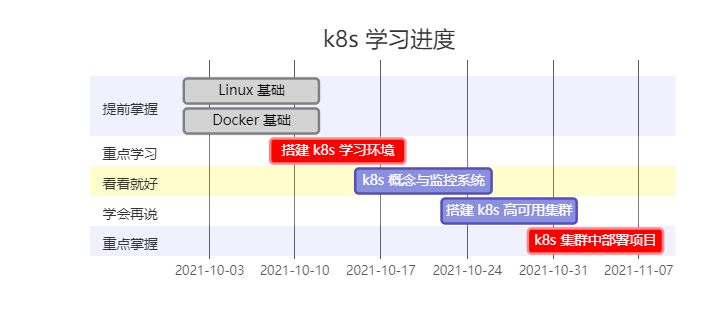 k8s 学习进度
提前掌握
Linux 基础
Docker 基础
重点学习
搭建 k8s 学习环境
看看就好
k8s 概念与监控系统
学会再说
搭建 k8s 高可用集群
重点掌握
k8s 集群中部署项目
2021-10-03 2021-10-10 2021-10-17 2021-10-24 2021-10-31 2021-11-07